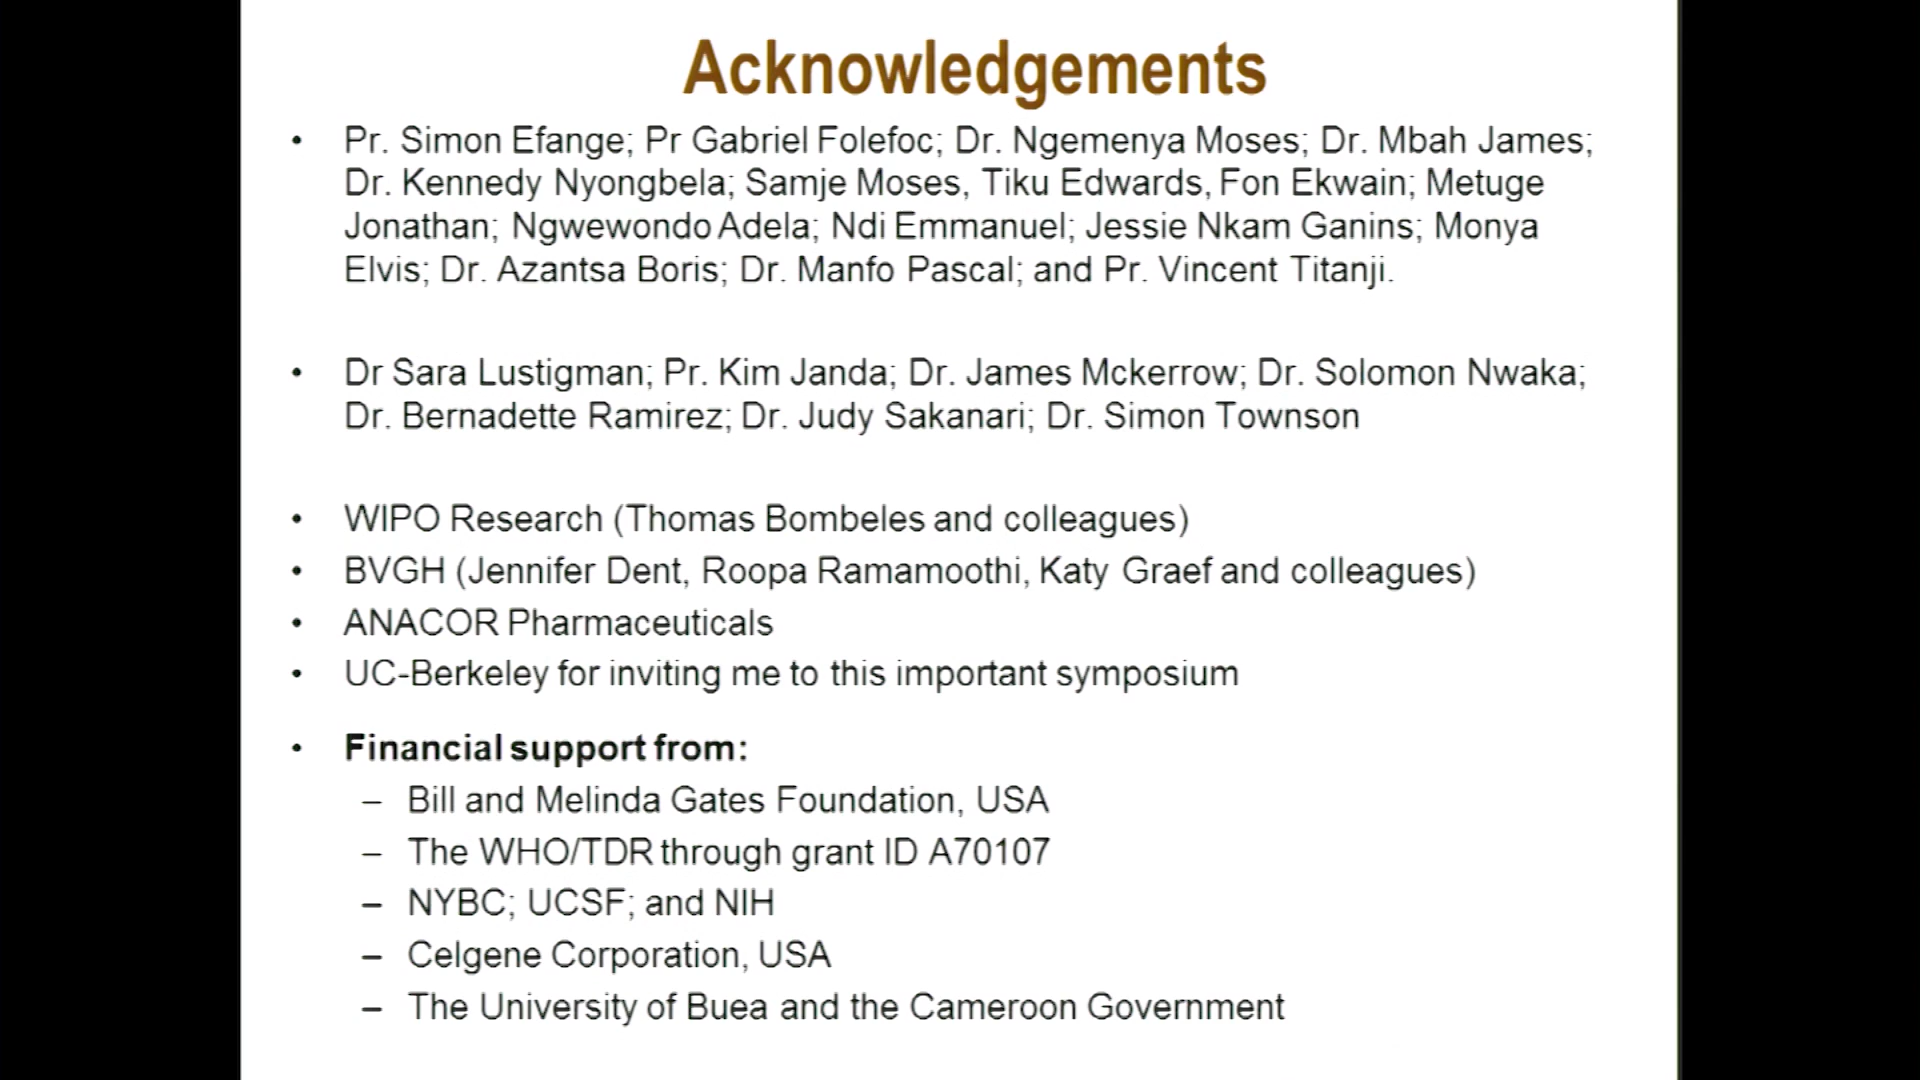 Acknowledgements
• Pr. Simon Efange; Pr Gabriel Folefoc; Dr. Ngemenya Moses; Dr. Mbah James;
Dr. Kennedy Nyongbela; Samje Moses, Tiku Edwards, Fon Ekwain; Metuge
Jonathan; Ngwewondo Adela; Ndi Emmanuel; Jessie Nkam Ganins; Monya
Elvis; Dr. Azantsa Boris; Dr. Manfo Pascal; and Pr. Vincent Titanji.
• Dr Sara Lustigman; Pr. Kim Janda; Dr. James Mckerrow; Dr. Solomon Nwaka;
Dr. Bernadette Ramirez; Dr. Judy Sakanari; Dr. Simon Townson
• WIPO Research (Thomas Bombeles and colleagues)
• BVGH (Jennifer Dent, Roopa Ramamoothi, Katy Graef and colleagues)
• ANACOR Pharmaceuticals
• UC-Berkeley for inviting me to this important symposium
• Financial support from:
– Bill and Melinda Gates Foundation, USA
– The WHO/TDR through grant ID A70107
– NYBC; UCSF; and NIH
– Celgene Corporation, USA
– The University of Buea and the Cameroon Government